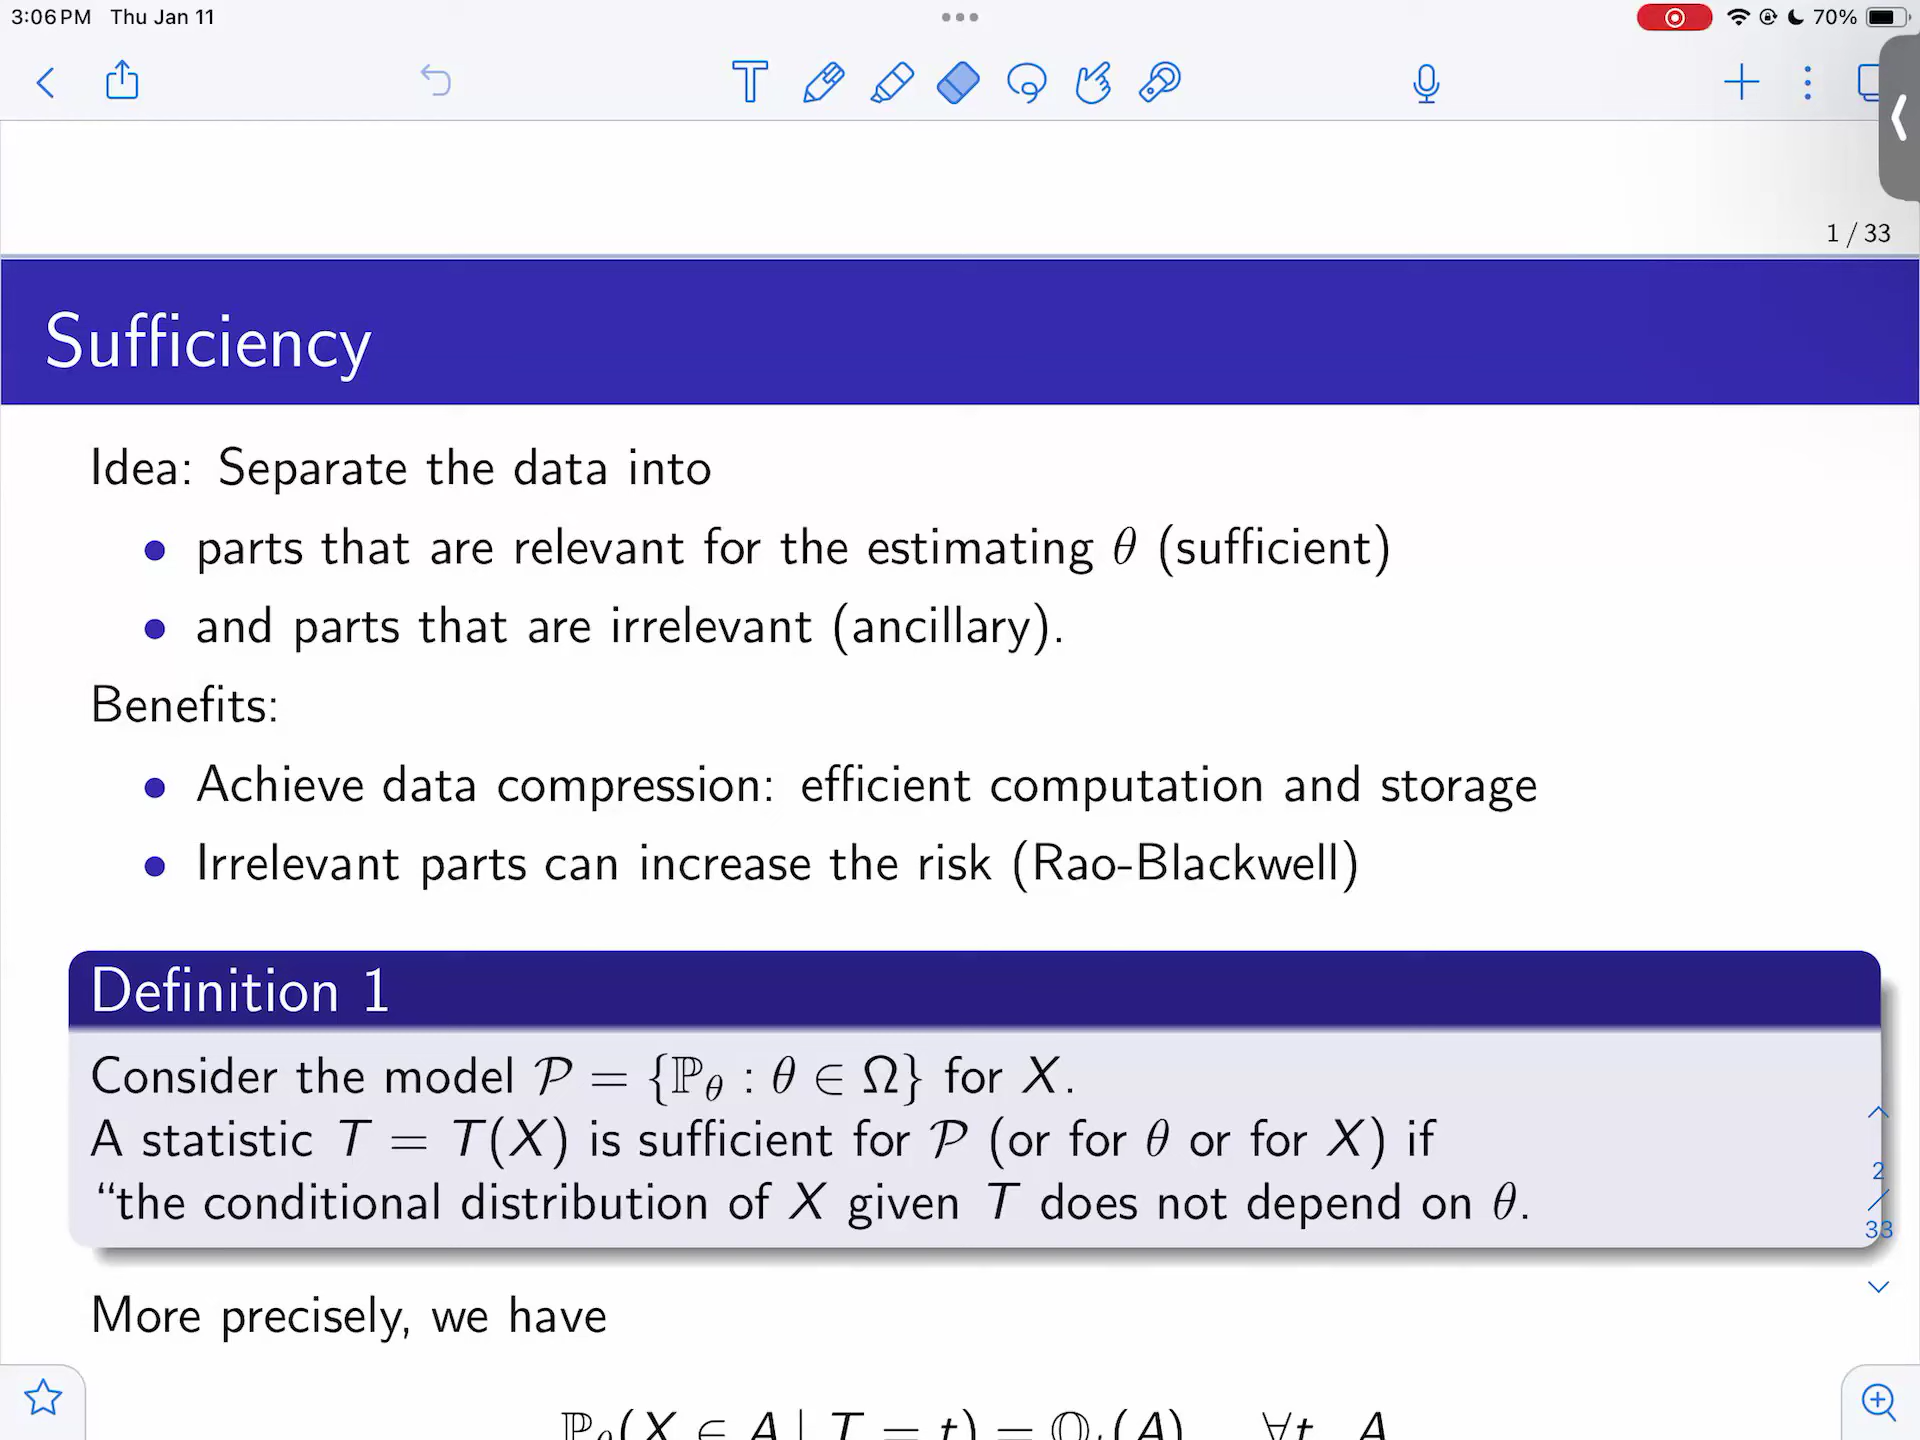 3:06 PM Thu Jan 11
70%
1 / 33
Sufficiency
Idea: Separate the data into
• parts that are relevant for the estimating θ (sufficient)
• and parts that are irrelevant (ancillary).
Benefits:
• Achieve data compression: efficient computation and storage
• Irrelevant parts can increase the risk (Rao-Blackwell)
Definition 1
Consider the model 𝒫 = {ℙ_θ : θ ∈ Ω} for X.
A statistic T = T(X) is sufficient for 𝒫 (or for θ or for X) if
“the conditional distribution of X given T does not depend on θ.
2
/
33
More precisely, we have
ℙ_θ(X ∈ A | T = t) = ℚ_t(A) ∀t, A